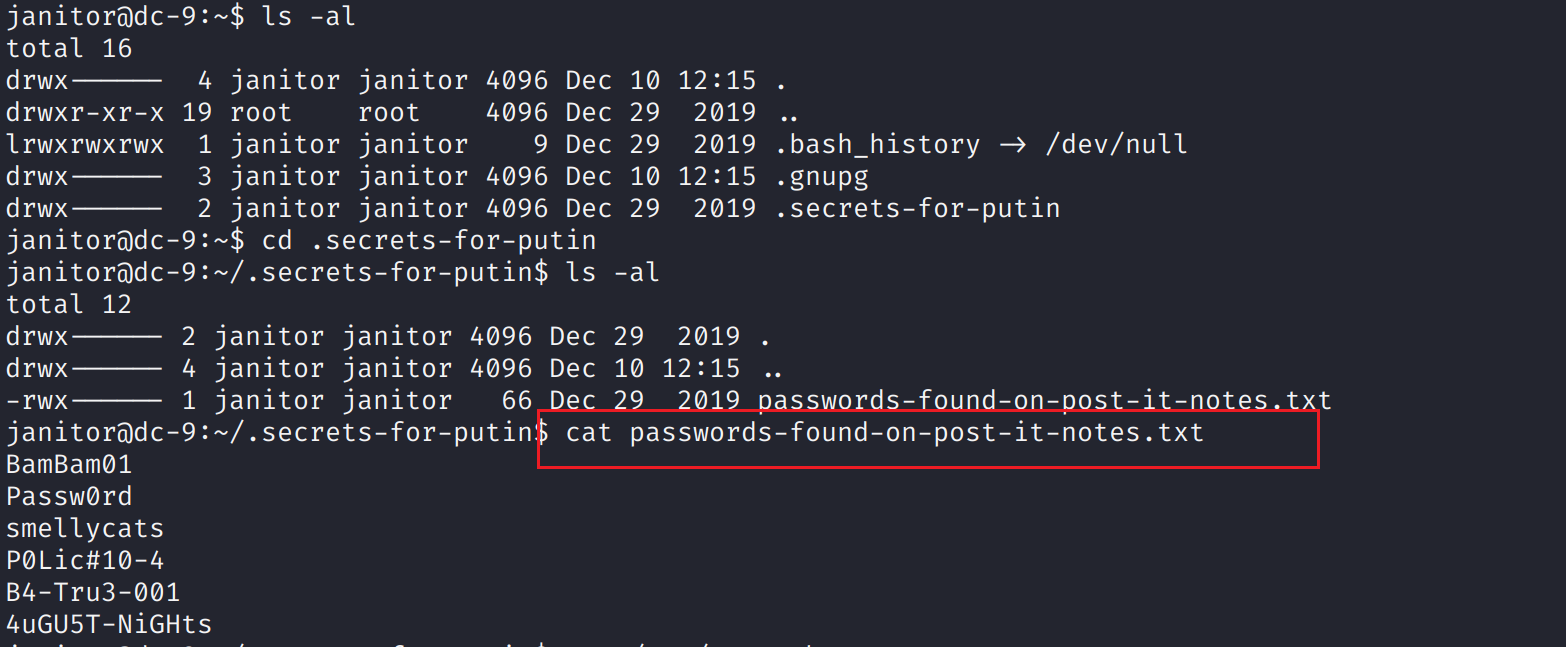 janitor@dc-9:~$ ls -al
total 16
drwx------  4 janitor janitor 4096 Dec 10 12:15 .
drwxr-xr-x 19 root    root    4096 Dec 29  2019 ..
lrwxrwxrwx  1 janitor janitor    9 Dec 29  2019 .bash_history -> /dev/null
drwx------  3 janitor janitor 4096 Dec 10 12:15 .gnupg
drwx------  2 janitor janitor 4096 Dec 29  2019 .secrets-for-putin
janitor@dc-9:~$ cd .secrets-for-putin
janitor@dc-9:~/.secrets-for-putin$ ls -al
total 12
drwx------ 2 janitor janitor 4096 Dec 29  2019 .
drwx------ 4 janitor janitor 4096 Dec 10 12:15 ..
-rwx------ 1 janitor janitor   66 Dec 29  2019 passwords-found-on-post-it-notes.txt
janitor@dc-9:~/.secrets-for-putin$ cat passwords-found-on-post-it-notes.txt
BamBam01
Passw0rd
smellycats
P0Lic#10-4
B4-Tru3-001
4uGU5T-NiGHts